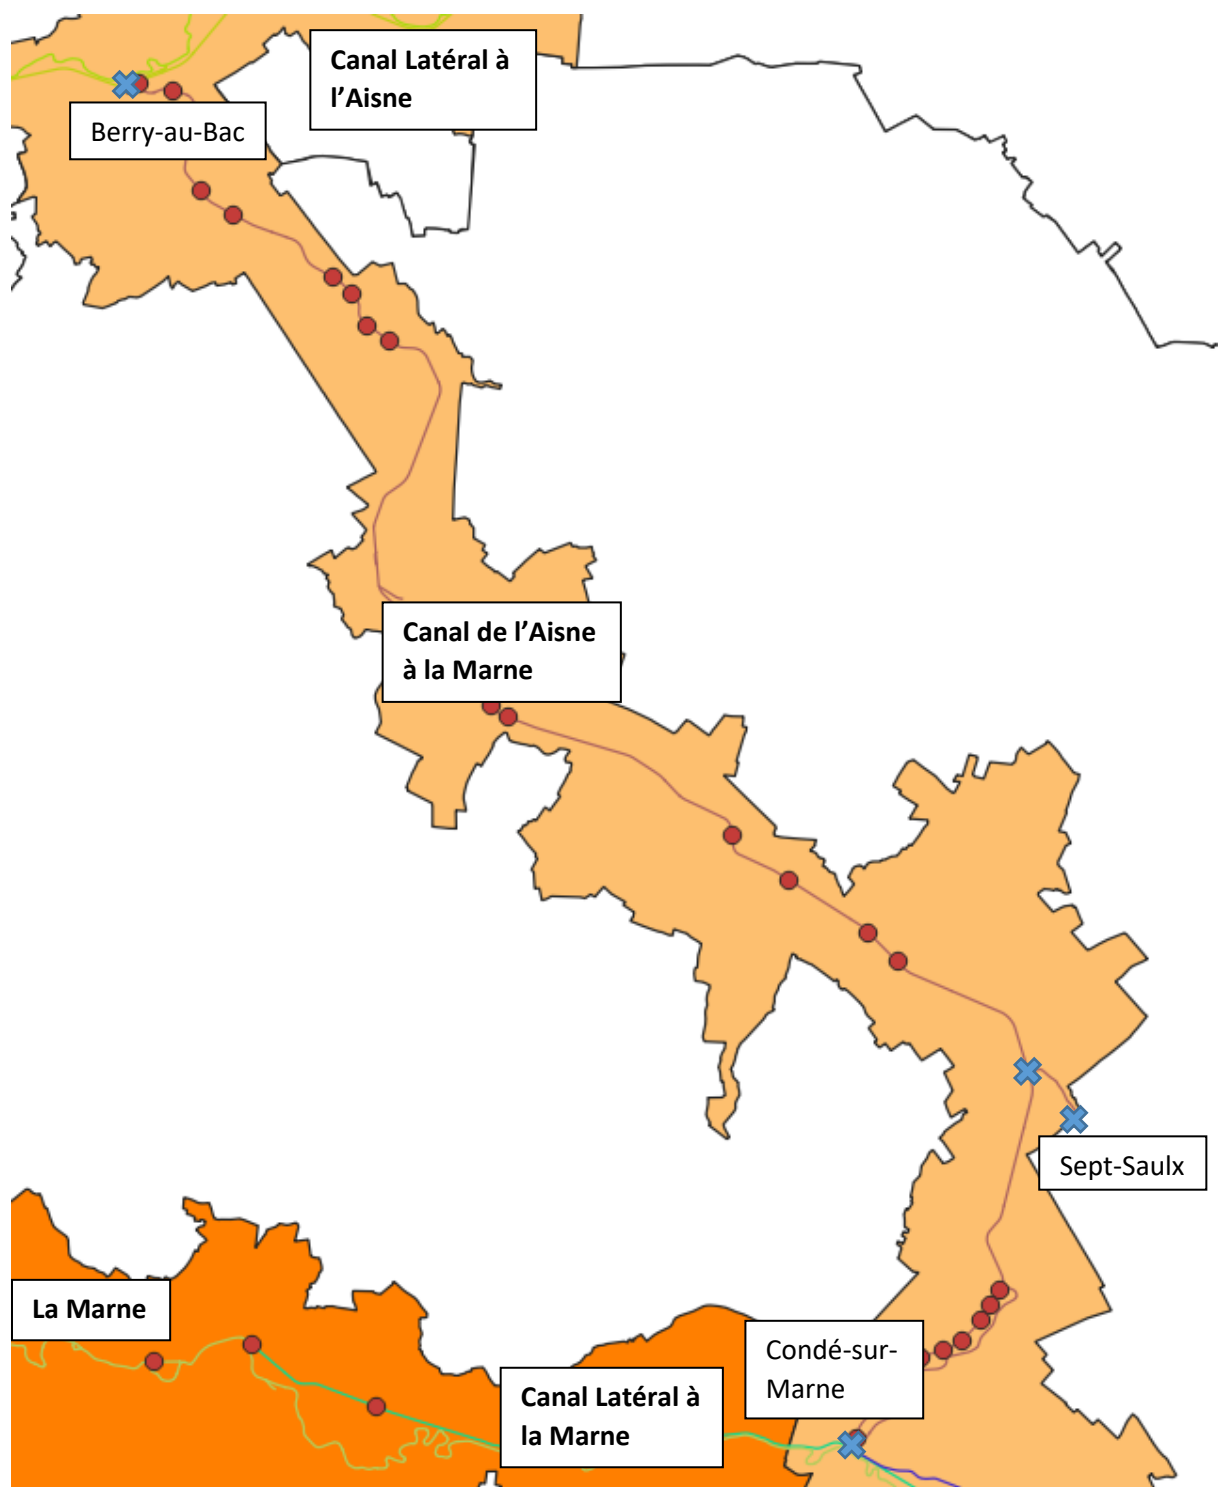 Canal Latéral à
l’Aisne
Berry-au-Bac
Canal de l’Aisne
à la Marne
Sept-Saulx
La Marne
Condé-sur-
Marne
Canal Latéral à
la Marne